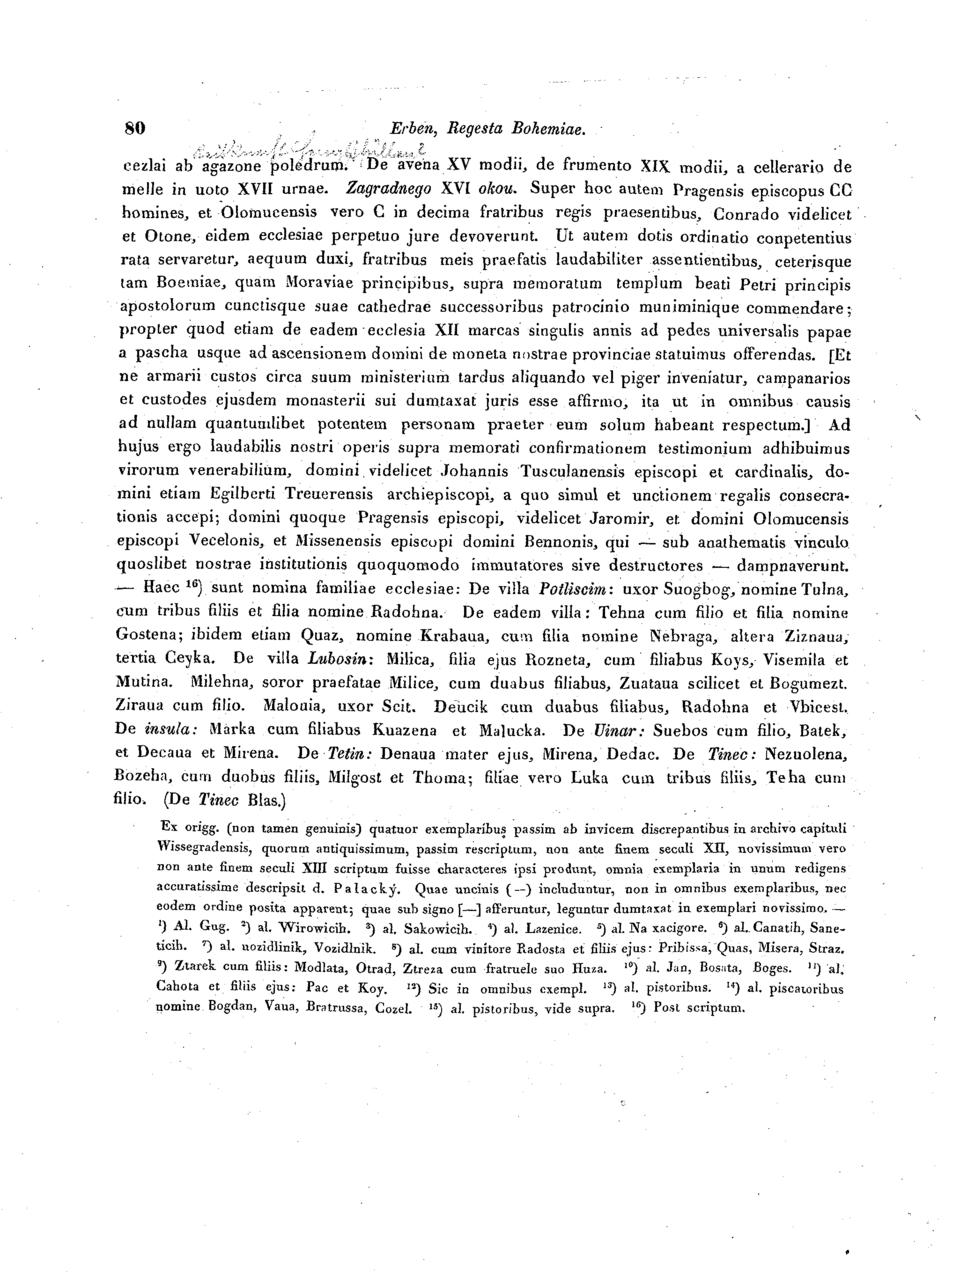 80 Erben, Regesta Bohemiae.
cezlai ab agazone poledrum. De avena XV modii, de frumento XIX modii, a cellerario de
melle in uoto XVII urnae. Zagradnego XVI okou. Super hoc autem Pragensis episcopus CC
homines, et Olomucensis vero C in decima fratribus regis praesentibus, Conrado videlicet
et Otone, eidem ecclesiae perpetuo jure devoverunt. Ut autem dotis ordinatio conpetentius
rata servaretur, aequum duxi, fratribus meis praefatis laudabiliter assentientibus, ceterisque
tam Boemiae, quam Moraviae principibus, supra memoratum templum beati Petri principis
apostolorum cunctisque suae cathedrae successoribus patrocinio muniminique commendare;
propter quod etiam de eadem ecclesia XII marcas singulis annis ad pedes universalis papae
a pascha usque ad ascensionem domini de moneta nostrae provinciae statuimus offerendas. [Et
ne armarii custos circa suum ministerium tardus aliquando vel piger inveniatur, campanarios
et custodes ejusdem monasterii sui dumtaxat juris esse affirmo, ita ut in omnibus causis
ad nullam quantumlibet potentem personam praeter eum solum habeant respectum.] Ad
hujus ergo laudabilis nostri operis supra memorati confirmationem testimonium adhibuimus
virorum venerabilium, domini videlicet Johannis Tusculanensis episcopi et cardinalis, do-
mini etiam Egilberti Treuerensis archiepiscopi, a quo simul et unctionem regalis consecra-
tionis accepi; domini quoque Pragensis episcopi, videlicet Jaromir, et domini Olomucensis
episcopi Vecelonis, et Missenensis episcopi domini Bennonis, qui — sub anathematis vinculo
quoslibet nostrae institutionis quoquomodo immutatores sive destructores — dampnaverunt.
— Haec ¹⁶) sunt nomina familiae ecclesiae: De villa Potliscim: uxor Suogbog, nomine Tulna,
cum tribus filiis et filia nomine Radohna. De eadem villa: Tehna cum filio et filia nomine
Gostena; ibidem etiam Quaz, nomine Krabaua, cum filia nomine Nebraga, altera Ziznaua,
tertia Ceyka. De villa Lubosin: Milica, filia ejus Rozneta, cum filiabus Koys, Visemila et
Mutina. Milehna, soror praefatae Milice, cum duabus filiabus, Zuataua scilicet et Bogumezt.
Ziraua cum filio. Malouia, uxor Scit. Deucik cum duabus filiabus, Radohna et Vbicest.
De insula: Marka cum filiabus Kuazena et Malucka. De Uinar: Suebos cum filio, Batek,
et Decaua et Mirena. De Tetin: Denaua mater ejus, Mirena, Dedac. De Tinec: Nezuolena,
Bozeha, cum duobus filiis, Milgost et Thoma; filiae vero Luka cum tribus filiis, Teha cum
filio. (De Tinec Blas.)
Ex origg. (non tamen genuinis) quatuor exemplaribus passim ab invicem discrepantibus in archivo capituli
Wissegradensis, quorum antiquissimum, passim rescriptum, non ante finem seculi XII, novissimum vero
non ante finem seculi XIII scriptum fuisse characteres ipsi produnt, omnia exemplaria in unum redigens
accuratissime descripsit d. Palacký. Quae uncinis (—) includuntur, non in omnibus exemplaribus, nec
eodem ordine posita apparent; quae sub signo [—] afferuntur, leguntur dumtaxat in exemplari novissimo. —
¹) Al. Gug. ²) al. Wirowicih. ³) al. Sakowicih. ⁴) al. Lazenice. ⁵) al. Na xacigore. ⁶) al. Canatih, Sane-
ticih. ⁷) al. uozidlinik, Vozidlnik. ⁸) al. cum vinitore Radosta et filiis ejus: Pribissa, Quas, Misera, Straz.
⁹) Ztarek cum filiis: Modlata, Otrad, Ztreza cum fratruele suo Huza. ¹⁰) al. Jan, Bosata, Boges. ¹¹) al.
Cahota et filiis ejus: Pac et Koy. ¹²) Sic in omnibus exempl. ¹³) al. pistoribus. ¹⁴) al. piscatoribus
nomine Bogdan, Vaua, Bratrussa, Cozel. ¹⁵) al. pistoribus, vide supra. ¹⁶) Post scriptum.